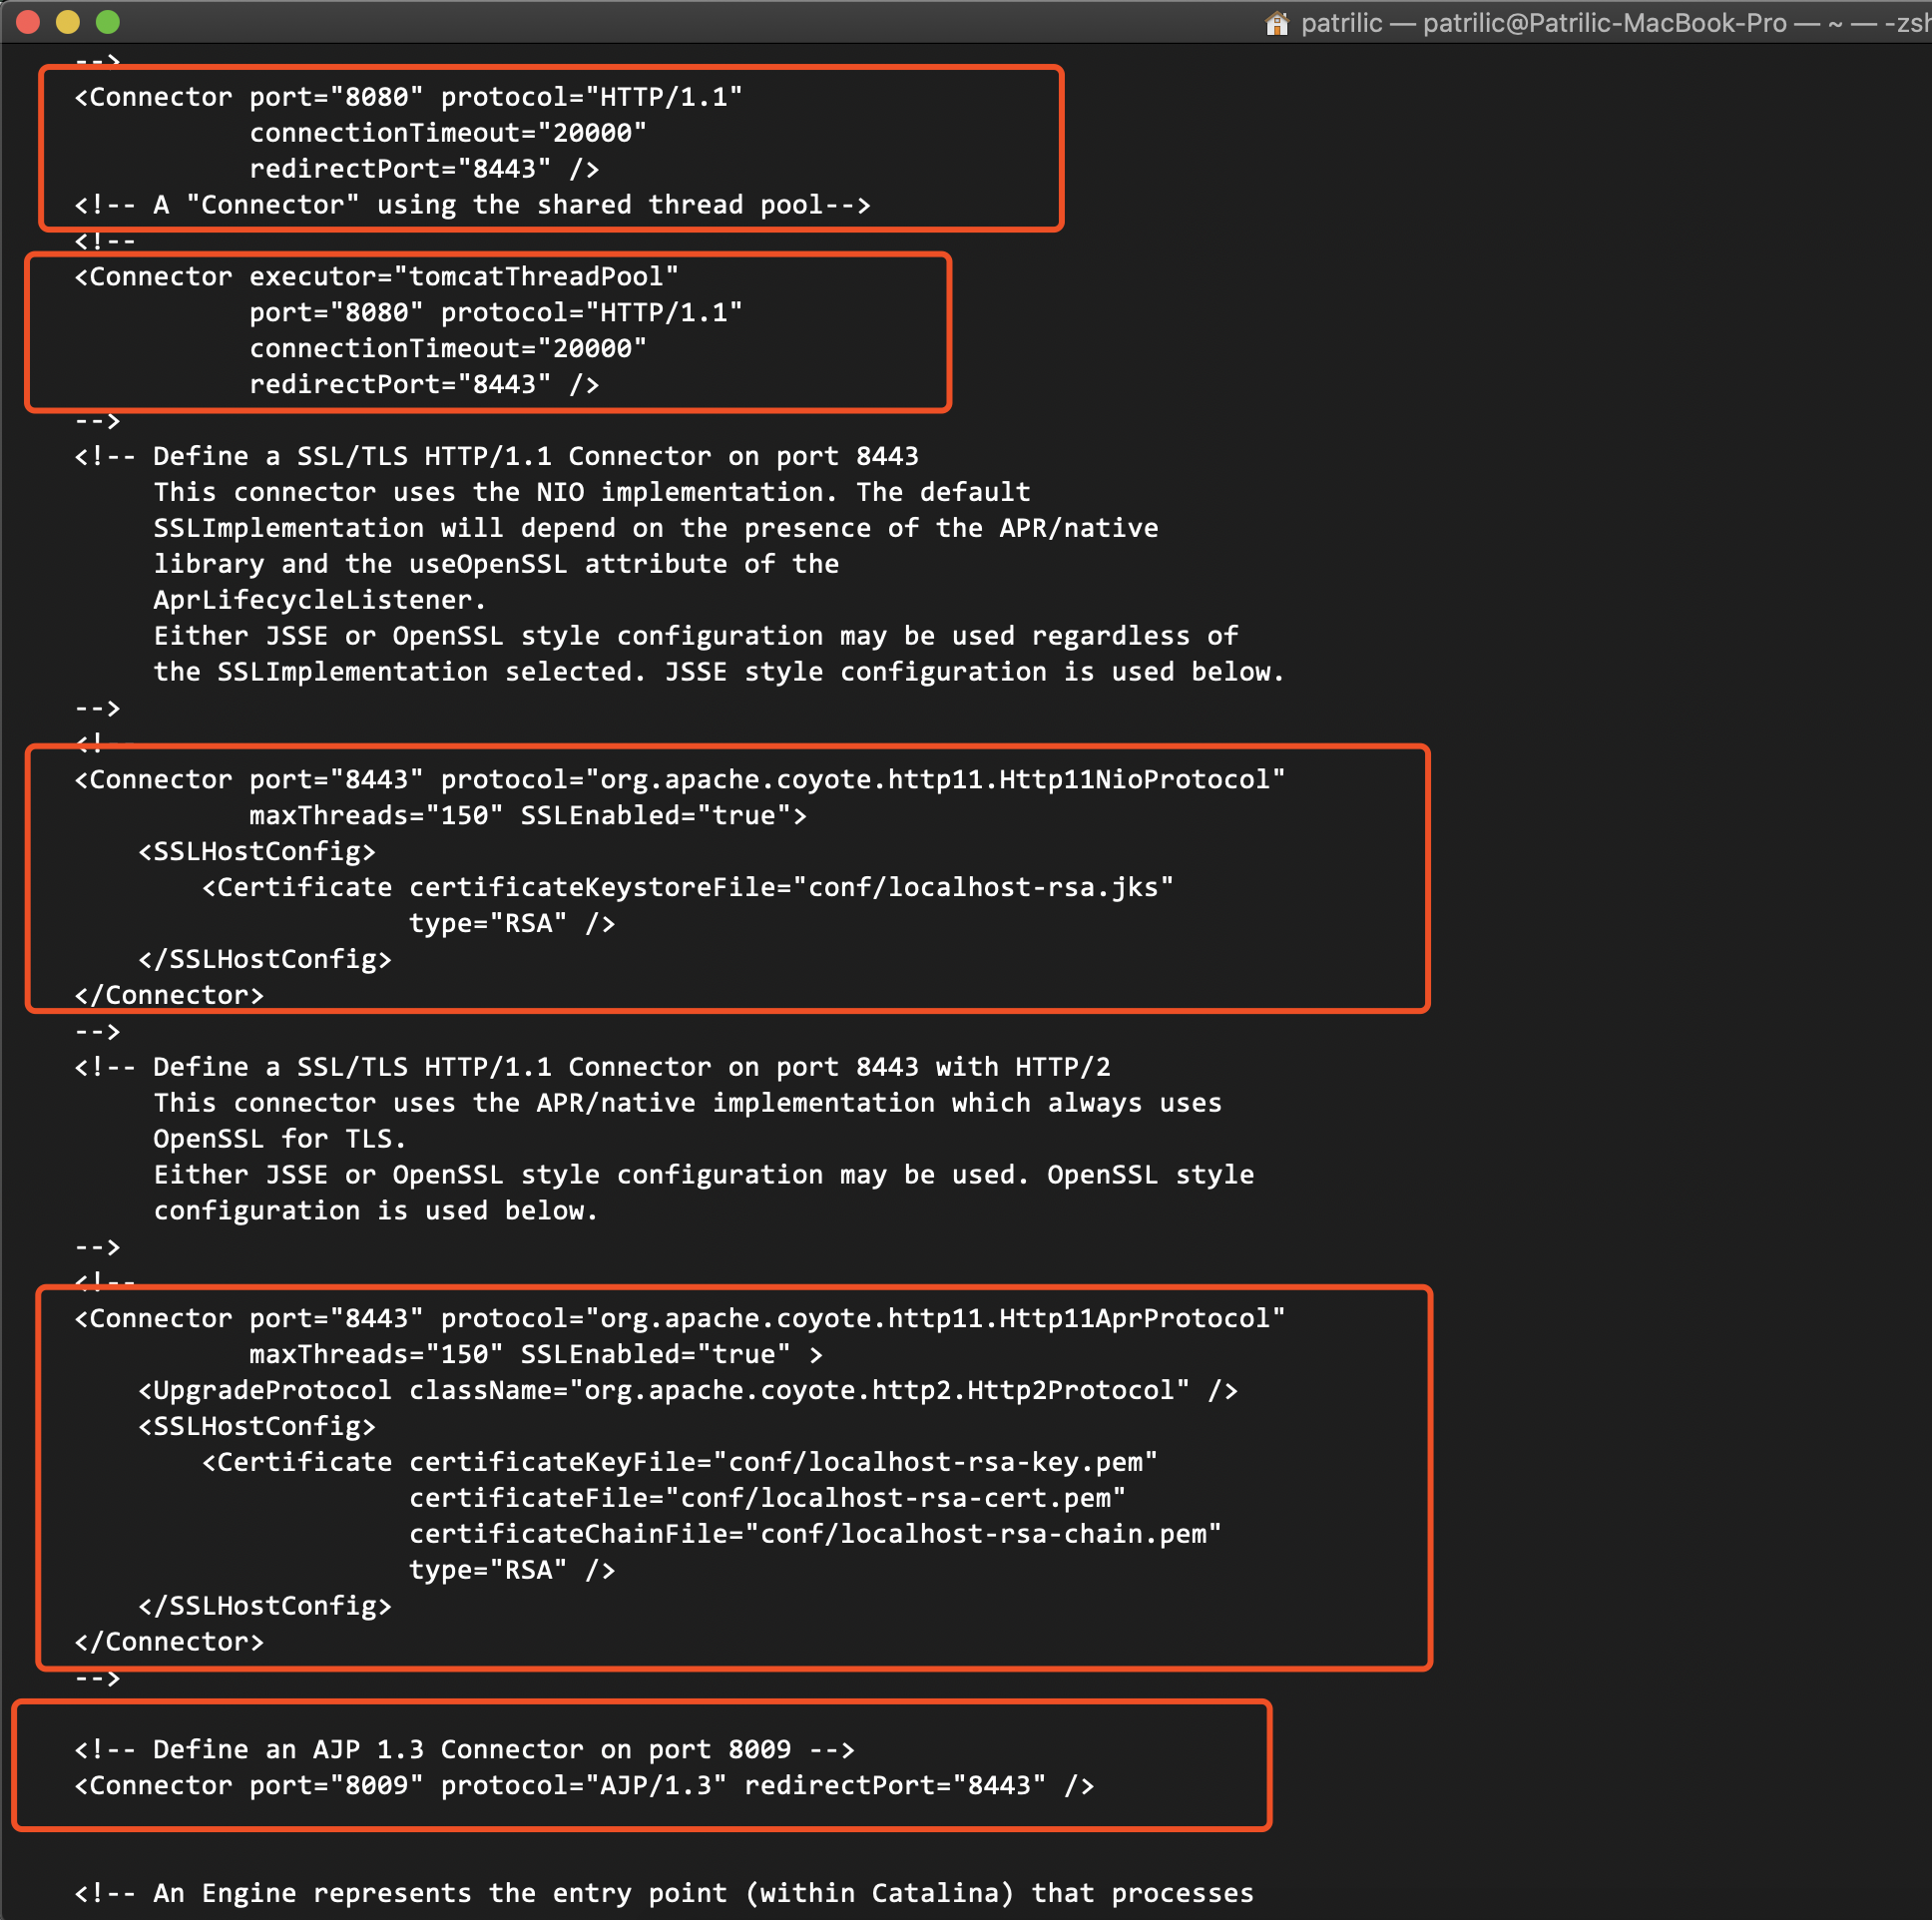 patrilic — patrilic@Patrilic-MacBook-Pro — ~ — -zsh
-->
<Connector port="8080" protocol="HTTP/1.1"
connectionTimeout="20000"
redirectPort="8443" />
<!-- A "Connector" using the shared thread pool-->
<!--
<Connector executor="tomcatThreadPool"
port="8080" protocol="HTTP/1.1"
connectionTimeout="20000"
redirectPort="8443" />
-->
<!-- Define a SSL/TLS HTTP/1.1 Connector on port 8443
This connector uses the NIO implementation. The default
SSLImplementation will depend on the presence of the APR/native
library and the useOpenSSL attribute of the
AprLifecycleListener.
Either JSSE or OpenSSL style configuration may be used regardless of
the SSLImplementation selected. JSSE style configuration is used below.
-->
<!--
<Connector port="8443" protocol="org.apache.coyote.http11.Http11NioProtocol"
maxThreads="150" SSLEnabled="true">
<SSLHostConfig>
<Certificate certificateKeystoreFile="conf/localhost-rsa.jks"
type="RSA" />
</SSLHostConfig>
</Connector>
-->
<!-- Define a SSL/TLS HTTP/1.1 Connector on port 8443 with HTTP/2
This connector uses the APR/native implementation which always uses
OpenSSL for TLS.
Either JSSE or OpenSSL style configuration may be used. OpenSSL style
configuration is used below.
-->
<!--
<Connector port="8443" protocol="org.apache.coyote.http11.Http11AprProtocol"
maxThreads="150" SSLEnabled="true" >
<UpgradeProtocol className="org.apache.coyote.http2.Http2Protocol" />
<SSLHostConfig>
<Certificate certificateKeyFile="conf/localhost-rsa-key.pem"
certificateFile="conf/localhost-rsa-cert.pem"
certificateChainFile="conf/localhost-rsa-chain.pem"
type="RSA" />
</SSLHostConfig>
</Connector>
-->
<!-- Define an AJP 1.3 Connector on port 8009 -->
<Connector port="8009" protocol="AJP/1.3" redirectPort="8443" />
<!-- An Engine represents the entry point (within Catalina) that processes